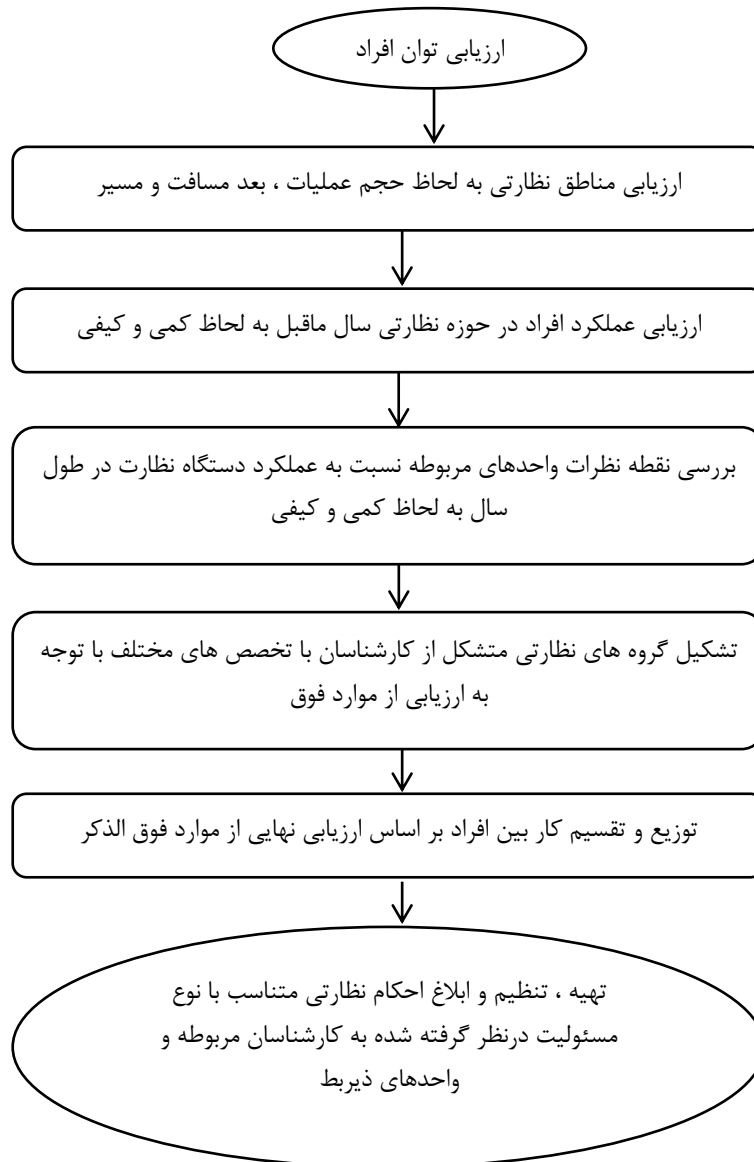 ارزیابی توان افراد
ارزیابی مناطق نظارتی به لحاظ حجم عملیات ، بعد مسافت و مسیر
ارزیابی عملکرد افراد در حوزه نظارتی سال ماقبل به لحاظ کمی و کیفی
بررسی نقطه نظرات واحدهای مربوطه نسبت به عملکرد دستگاه نظارت در طول
سال به لحاظ کمی و کیفی
تشکیل گروه های نظارتی متشکل از کارشناسان با تخصص های مختلف با توجه
به ارزیابی از موارد فوق
توزیع و تقسیم کار بین افراد بر اساس ارزیابی نهایی از موارد فوق الذکر
تهیه ، تنظیم و ابلاغ احکام نظارتی متناسب با نوع
مسئولیت درنظر گرفته شده به کارشناسان مربوطه و
واحدهای ذیربط